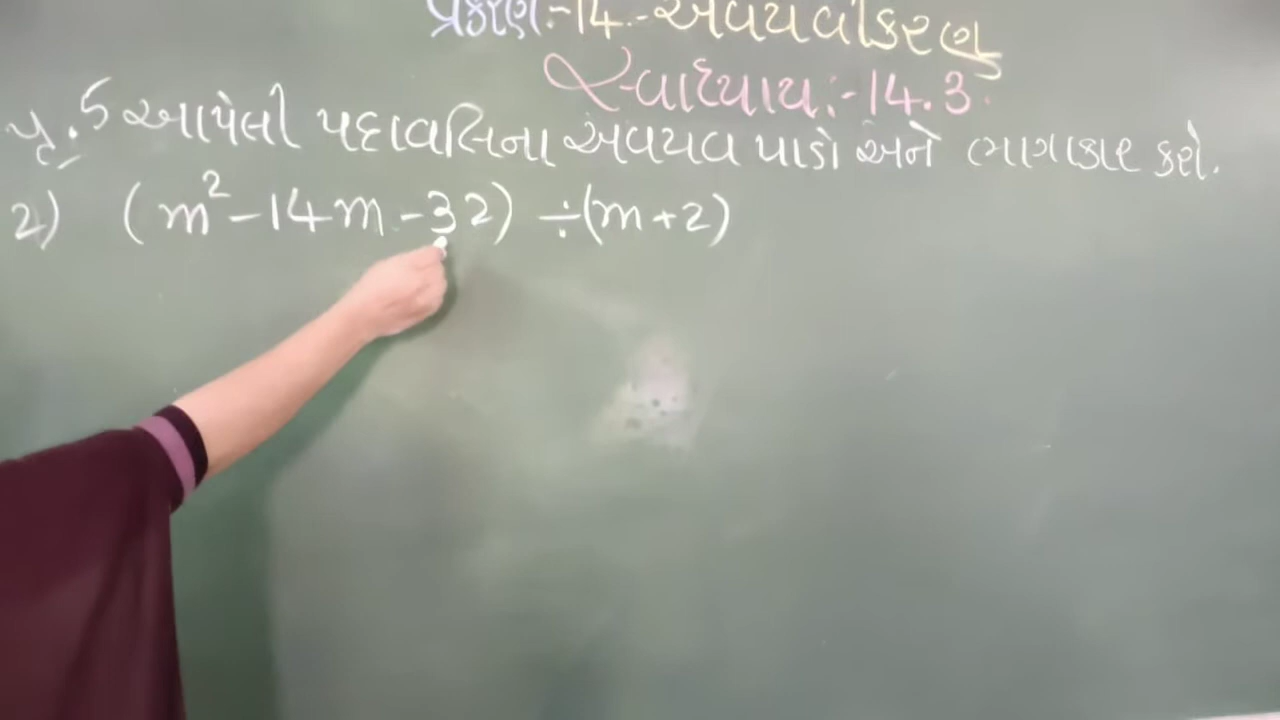 પ્રકરણ:-14.-અવયવીકરણ
સ્વાધ્યાય:-14.3.
પ્ર.5 આપેલી પદાવલિના અવયવ પાડો અને ભાગાકાર કરો.
2) (m²-14m-32) ÷(m+2)